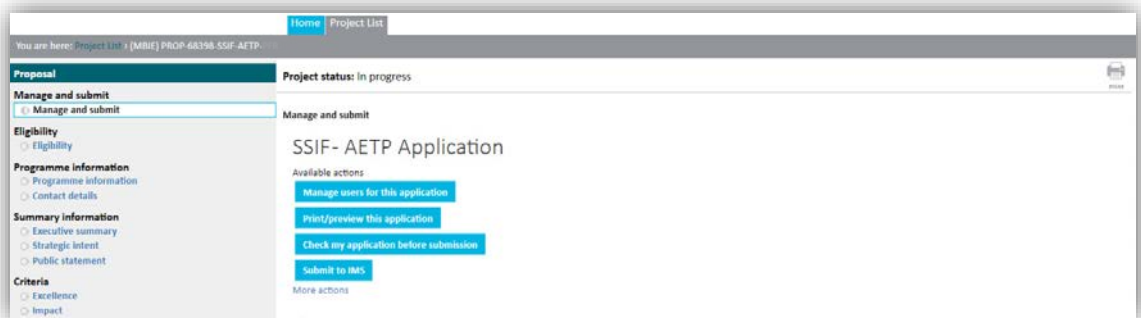 Home Project List
You are here: Project List › [MBIE] PROP-68398-SSIF-AETP-
Proposal
Manage and submit
Manage and submit
Eligibility
Eligibility
Programme information
Programme information
Contact details
Summary information
Executive summary
Strategic intent
Public statement
Criteria
Excellence
Impact
Project status: In progress
Manage and submit
SSIF- AETP Application
Available actions
Manage users for this application
Print/preview this application
Check my application before submission
Submit to IMS
More actions